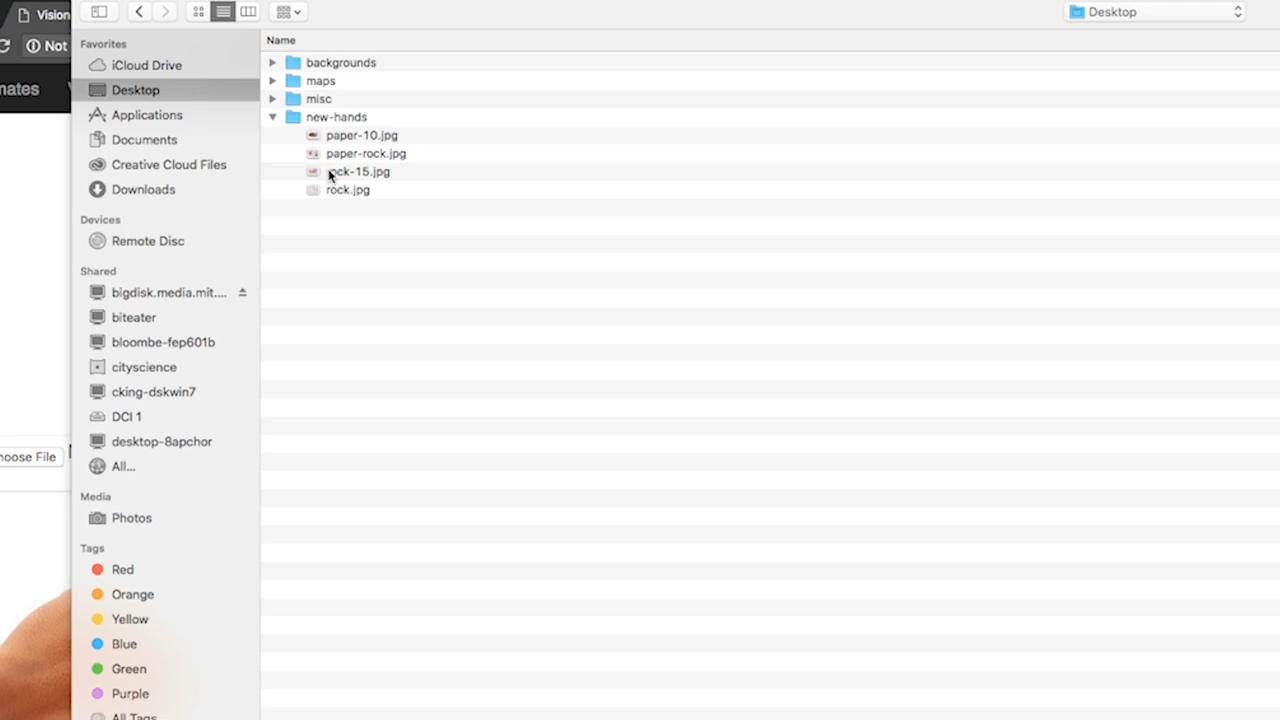 Vision
Desktop
Not
Favorites
Name
iCloud Drive
backgrounds
mates
Desktop
maps
misc
Applications
new-hands
Documents
paper-10.jpg
Creative Cloud Files
paper-rock.jpg
ock-15.jpg
Downloads
rock.jpg
Devices
Remote Disc
Shared
bigdisk.media.mit....
biteater
bloombe-fep601b
cityscience
cking-dskwin7
DCI 1
desktop-8apchor
hoose File
All...
Media
Photos
Tags
Red
Orange
Yellow
Blue
Green
Purple
All Tags